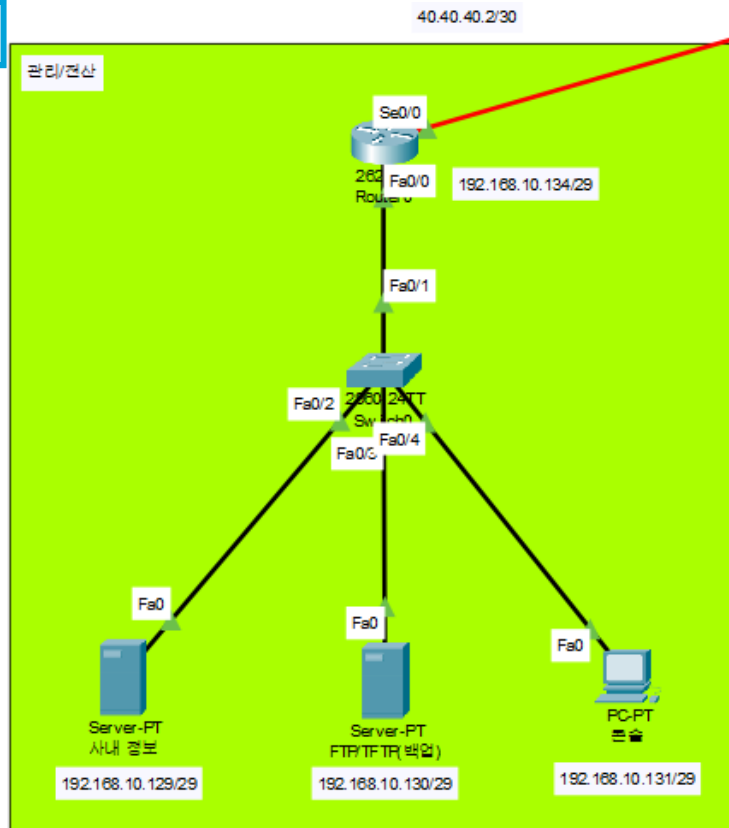 40.40.40.2/30
관리/전산
Se0/0
Fa0/0
192.168.10.134/29
Fa0/1
Fa0/2
Fa0/4
Fa0
Fa0
Fa0
Server-PT
사내 정보
192.168.10.129/29
Server-PT
FTP/TFTP(백업)
192.168.10.130/29
PC-PT
콘솔
192.168.10.131/29